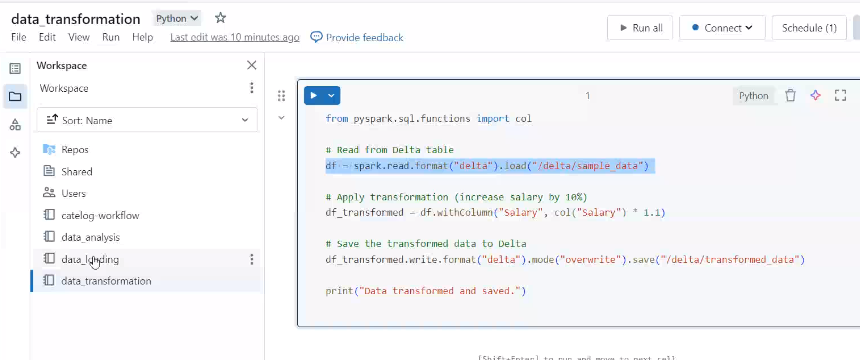 data_transformation Python
File Edit View Run Help Last edit was 10 minutes ago Provide feedback
Run all Connect Schedule (1)
Workspace
Workspace
Sort: Name
Repos
Shared
Users
catelog-workflow
data_analysis
data_loading
data_transformation
1
Python
from pyspark.sql.functions import col
# Read from Delta table
df = spark.read.format("delta").load("/delta/sample_data")
# Apply transformation (increase salary by 10%)
df_transformed = df.withColumn("Salary", col("Salary") * 1.1)
# Save the transformed data to Delta
df_transformed.write.format("delta").mode("overwrite").save("/delta/transformed_data")
print("Data transformed and saved.")
[Shift+Enter] to run and move to next cell